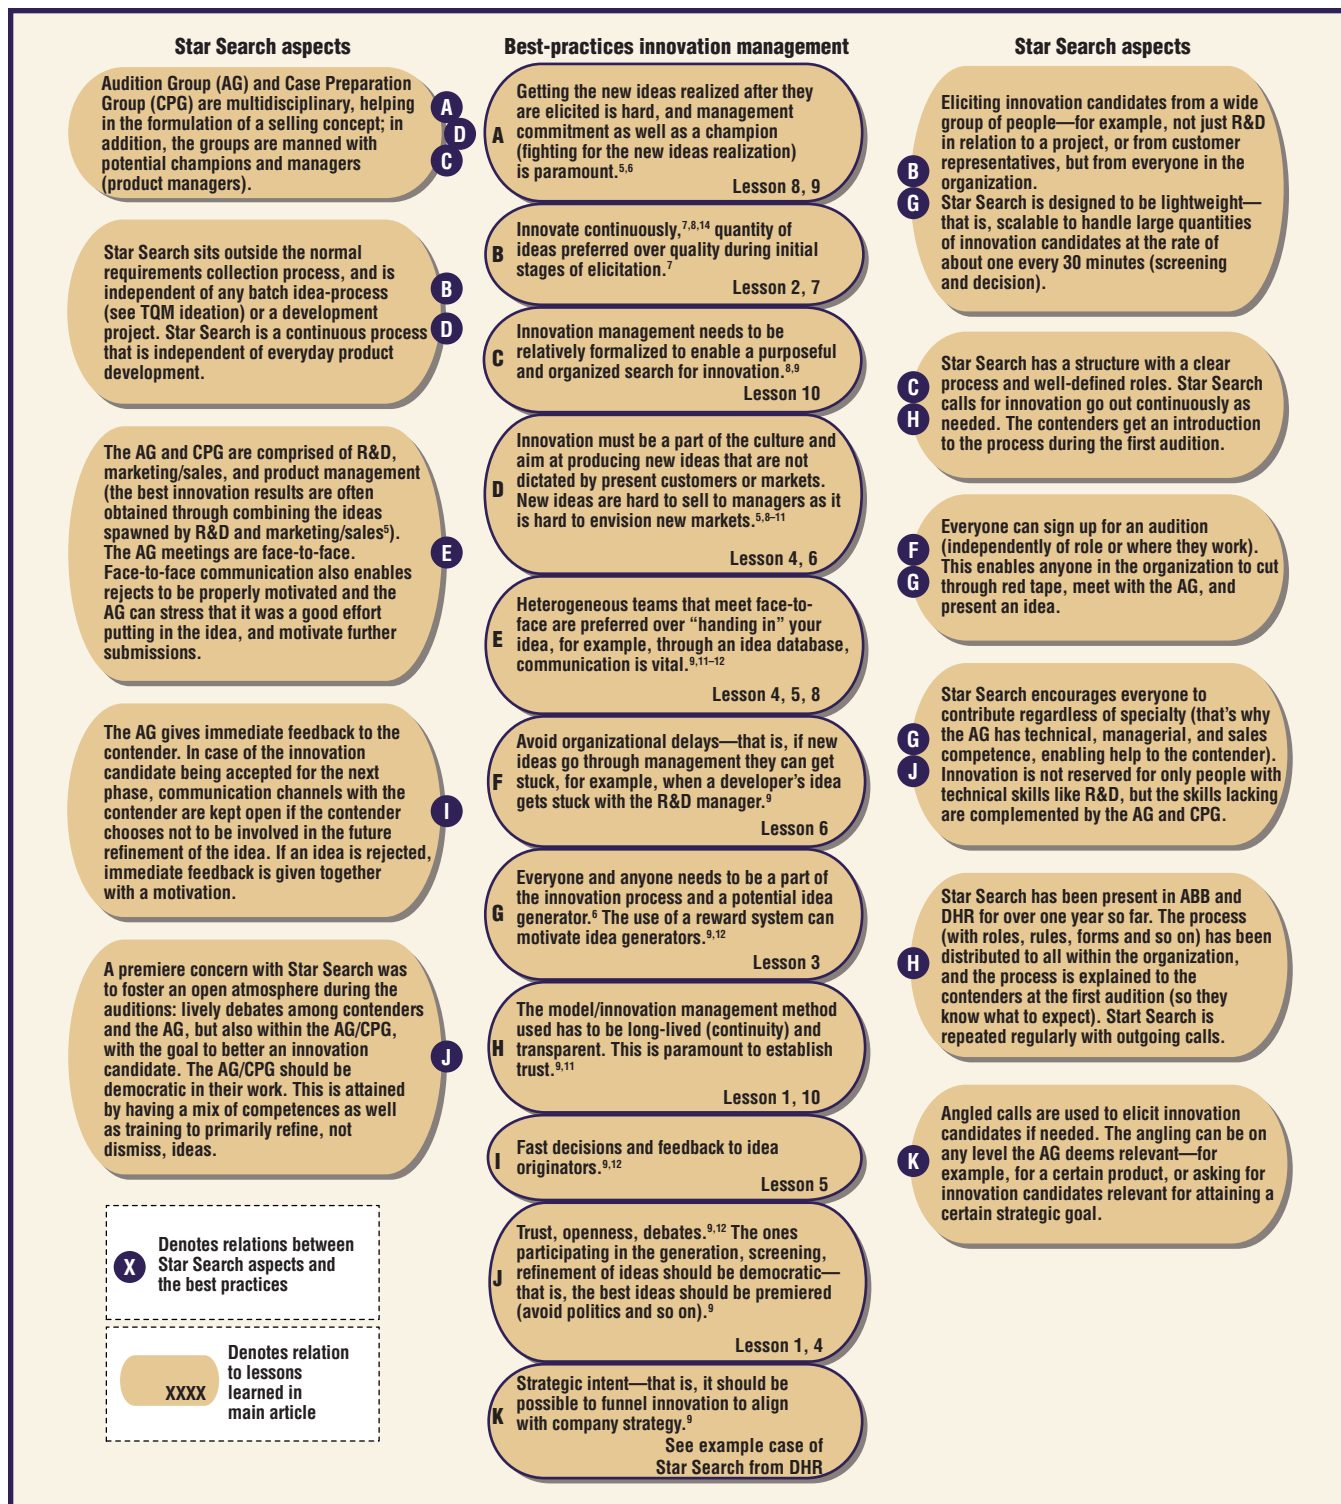 Star Search aspects
Audition Group (AG) and Case Preparation
Group (CPG) are multidisciplinary, helping
in the formulation of a selling concept; in
addition, the groups are manned with
potential champions and managers
(product managers).
A
D
C
Star Search sits outside the normal
requirements collection process, and is
independent of any batch idea-process
(see TQM ideation) or a development
project. Star Search is a continuous process
that is independent of everyday product
development.
B
D
The AG and CPG are comprised of R&D,
marketing/sales, and product management
(the best innovation results are often
obtained through combining the ideas
spawned by R&D and marketing/sales5).
The AG meetings are face-to-face.
Face-to-face communication also enables
rejects to be properly motivated and the
AG can stress that it was a good effort
putting in the idea, and motivate further
submissions.
E
The AG gives immediate feedback to the
contender. In case of the innovation
candidate being accepted for the next
phase, communication channels with the
contender are kept open if the contender
chooses not to be involved in the future
refinement of the idea. If an idea is rejected,
immediate feedback is given together
with a motivation.
I
A premiere concern with Star Search was
to foster an open atmosphere during the
auditions: lively debates among contenders
and the AG, but also within the AG/CPG,
with the goal to better an innovation
candidate. The AG/CPG should be
democratic in their work. This is attained
by having a mix of competences as well
as training to primarily refine, not
dismiss, ideas.
J
X
Denotes relations between
Star Search aspects and
the best practices
XXXX
Denotes relation
to lessons
learned in
main article
Best-practices innovation management
A
Getting the new ideas realized after they
are elicited is hard, and management
commitment as well as a champion
(fighting for the new ideas realization)
is paramount.5,6
Lesson 8, 9
B
Innovate continuously,7,8,14 quantity of
ideas preferred over quality during initial
stages of elicitation.7
Lesson 2, 7
C
Innovation management needs to be
relatively formalized to enable a purposeful
and organized search for innovation.8,9
Lesson 10
D
Innovation must be a part of the culture and
aim at producing new ideas that are not
dictated by present customers or markets.
New ideas are hard to sell to managers as it
is hard to envision new markets.5,8–11
Lesson 4, 6
E
Heterogeneous teams that meet face-to-
face are preferred over “handing in” your
idea, for example, through an idea database,
communication is vital.9,11–12
Lesson 4, 5, 8
F
Avoid organizational delays—that is, if new
ideas go through management they can get
stuck, for example, when a developer’s idea
gets stuck with the R&D manager.9
Lesson 6
G
Everyone and anyone needs to be a part of
the innovation process and a potential idea
generator.6 The use of a reward system can
motivate idea generators.9,12
Lesson 3
H
The model/innovation management method
used has to be long-lived (continuity) and
transparent. This is paramount to establish
trust.9,11
Lesson 1, 10
I
Fast decisions and feedback to idea
originators.9,12
Lesson 5
J
Trust, openness, debates.9,12 The ones
participating in the generation, screening,
refinement of ideas should be democratic—
that is, the best ideas should be premiered
(avoid politics and so on).9
Lesson 1, 4
K
Strategic intent—that is, it should be
possible to funnel innovation to align
with company strategy.9
See example case of
Star Search from DHR
Star Search aspects
B
G
Eliciting innovation candidates from a wide
group of people—for example, not just R&D
in relation to a project, or from customer
representatives, but from everyone in the
organization.
Star Search is designed to be lightweight—
that is, scalable to handle large quantities
of innovation candidates at the rate of
about one every 30 minutes (screening
and decision).
C
H
Star Search has a structure with a clear
process and well-defined roles. Star Search
calls for innovation go out continuously as
needed. The contenders get an introduction
to the process during the first audition.
F
G
Everyone can sign up for an audition
(independently of role or where they work).
This enables anyone in the organization to cut
through red tape, meet with the AG, and
present an idea.
G
J
Star Search encourages everyone to
contribute regardless of specialty (that’s why
the AG has technical, managerial, and sales
competence, enabling help to the contender).
Innovation is not reserved for only people with
technical skills like R&D, but the skills lacking
are complemented by the AG and CPG.
H
Star Search has been present in ABB and
DHR for over one year so far. The process
(with roles, rules, forms and so on) has been
distributed to all within the organization,
and the process is explained to the
contenders at the first audition (so they
know what to expect). Start Search is
repeated regularly with outgoing calls.
K
Angled calls are used to elicit innovation
candidates if needed. The angling can be on
any level the AG deems relevant—for
example, for a certain product, or asking for
innovation candidates relevant for attaining a
certain strategic goal.